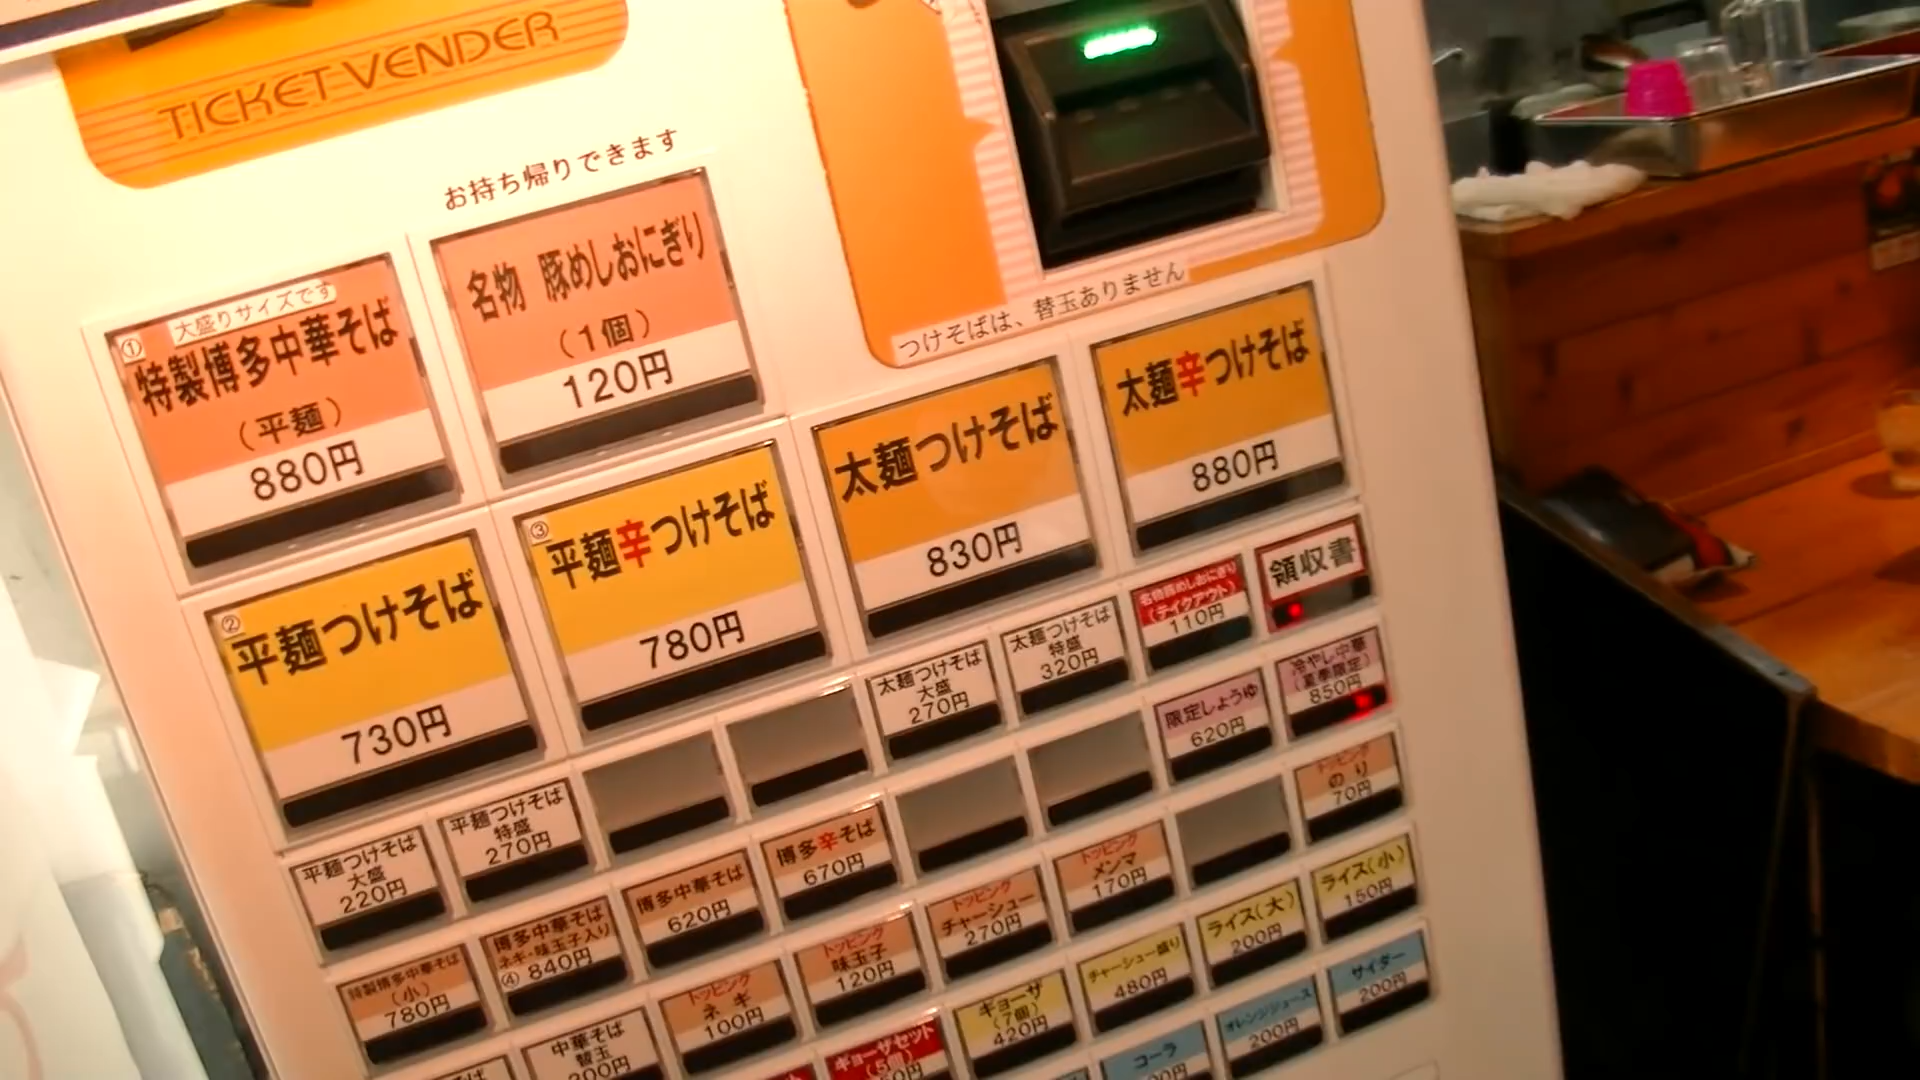 TICKET VENDER
お持ち帰りできます
大盛りサイズです
①
特製博多中華そば
(平麺)
880円
名物 豚めしおにぎり
(1個)
120円
つけそばは、替玉ありません
②
平麺つけそば
730円
③
平麺辛つけそば
780円
太麺つけそば
830円
太麺辛つけそば
880円
平麺つけそば
大盛
220円
平麺つけそば
特盛
270円
太麺つけそば
大盛
270円
太麺つけそば
特盛
320円
名物豚めしおにぎり
(テイクアウト)
110円
領収書
特製博多中華そば
(小)
780円
博多中華そば
ネギ・味玉子入り
④ 840円
博多中華そば
620円
博多辛そば
670円
限定しょうゆ
620円
冷やし中華
(夏季限定)
850円
中華そば
替玉
トッピング
ネギ
100円
トッピング
味玉子
120円
トッピング
チャーシュー
270円
トッピング
メンマ
170円
トッピング
のり
70円
ギョーザセット
(5個)
ギョーザ
(7個)
420円
チャーシュー盛り
480円
ライス(大)
200円
ライス(小)
150円
コーラ
オレンジジュース
200円
サイダー
200円